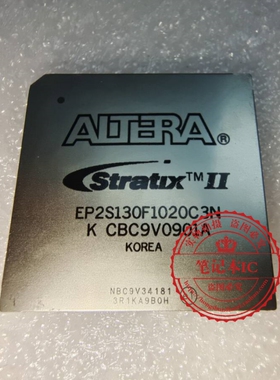 ALTERA®
Stratix™ II
EP2S130F1020C3N
K CBC9V0901A
KOREA
NBC9V34181
3R1KA9B0H
笔记本IC